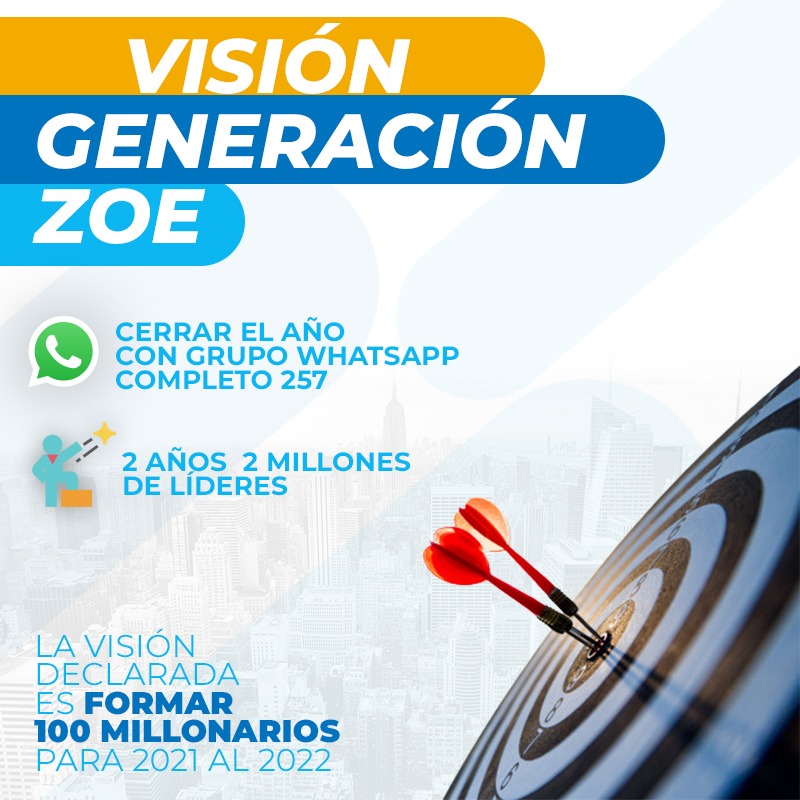 VISIÓN
GENERACIÓN
ZOE
CERRAR EL AÑO
CON GRUPO WHATSAPP
COMPLETO 257
2 AÑOS 2 MILLONES
DE LÍDERES
LA VISIÓN
DECLARADA
ES FORMAR
100 MILLONARIOS
PARA 2021 AL 2022